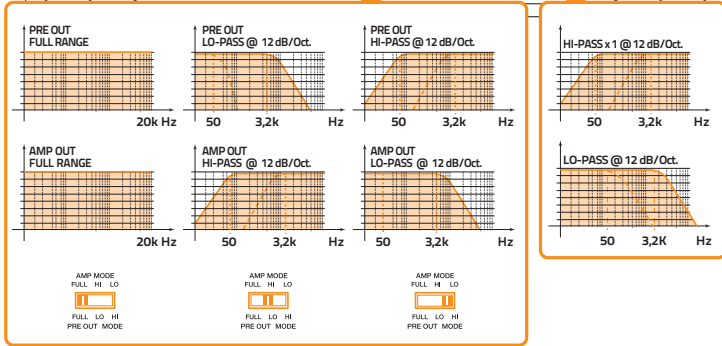 PRE OUT
FULL RANGE
20k Hz
PRE OUT
LO-PASS @ 12 dB/Oct.
50 3,2k Hz
PRE OUT
HI-PASS @ 12 dB/Oct.
50 3,2k Hz
HI-PASS x 1 @ 12 dB/Oct.
50 3,2k Hz
AMP OUT
FULL RANGE
20k Hz
AMP OUT
HI-PASS @ 12 dB/Oct.
50 3,2k Hz
AMP OUT
LO-PASS @ 12 dB/Oct.
50 3,2k Hz
LO-PASS @ 12 dB/Oct.
50 3,2K Hz
AMP MODE
FULL HI LO
FULL LO HI
PRE OUT MODE
AMP MODE
FULL HI LO
FULL LO HI
PRE OUT MODE
AMP MODE
FULL HI LO
FULL LO HI
PRE OUT MODE